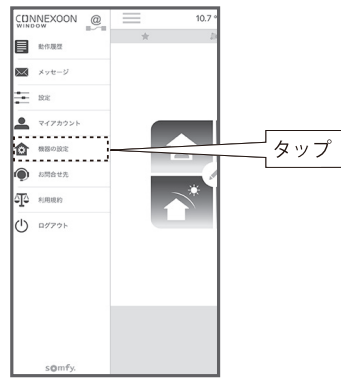 CONNEXOON
WINDOW
10.7 °
動作履歴
メッセージ
設定
マイアカウント
機器の設定
タップ
お問合せ先
利用規約
ログアウト
somfy.